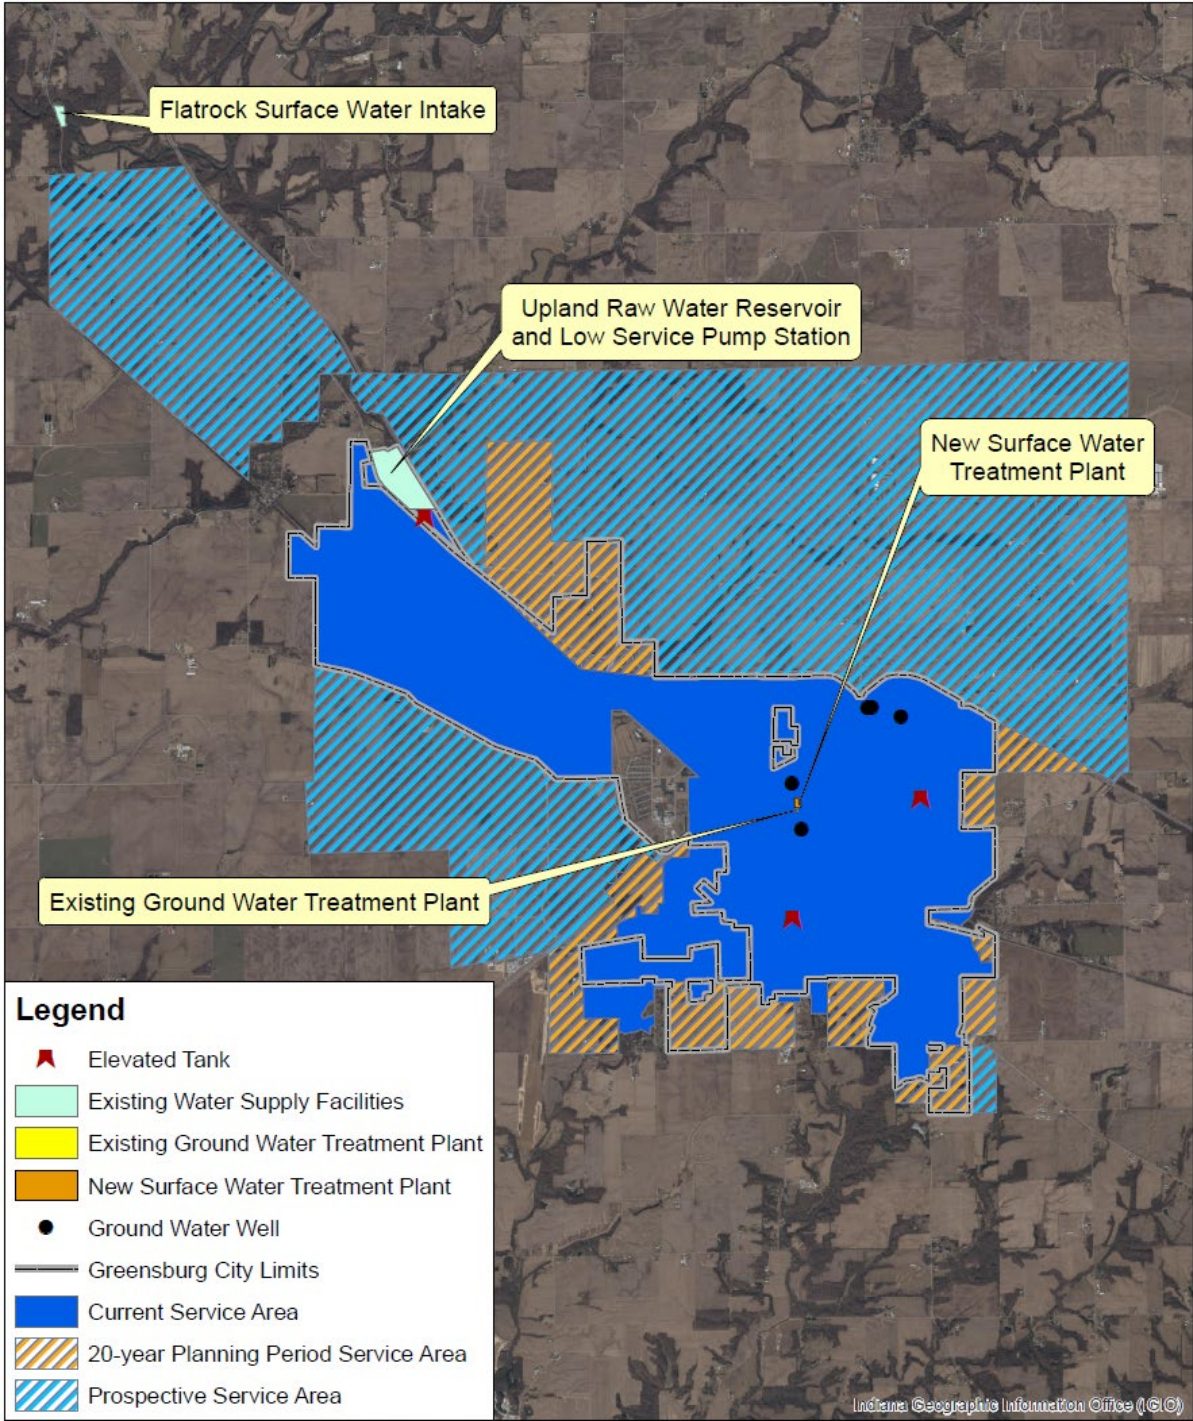 Flatrock Surface Water Intake
Upland Raw Water Reservoir
and Low Service Pump Station
New Surface Water
Treatment Plant
Existing Ground Water Treatment Plant
Legend
Elevated Tank
Existing Water Supply Facilities
Existing Ground Water Treatment Plant
New Surface Water Treatment Plant
Ground Water Well
Greensburg City Limits
Current Service Area
20-year Planning Period Service Area
Prospective Service Area
Indiana Geographic Information Office (IGIO)